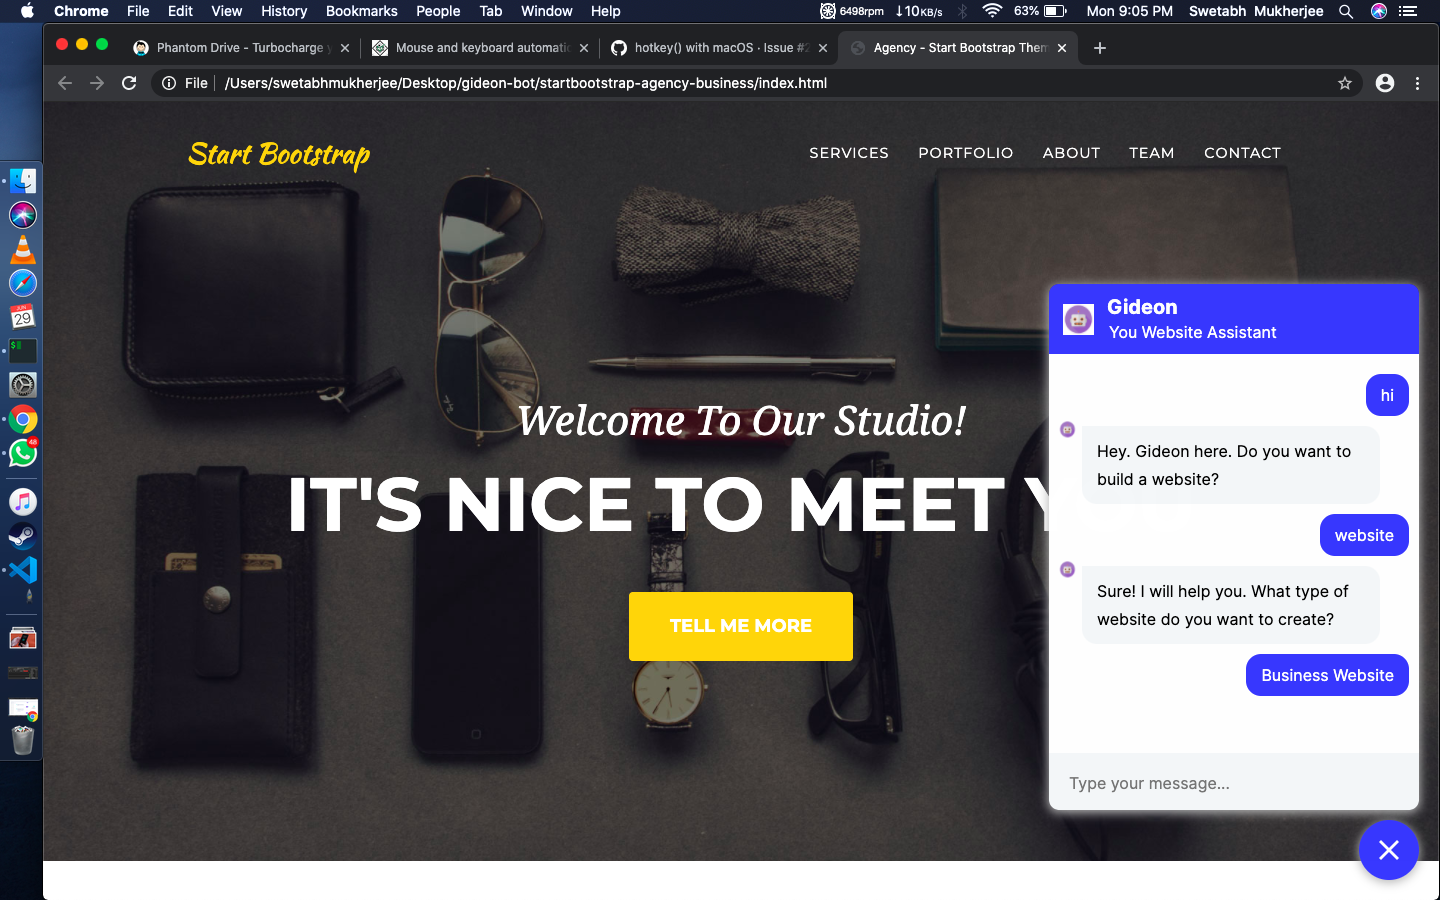 Chrome File Edit View History Bookmarks People Tab Window Help 6498rpm ↓10KB/s 63% Mon 9:05 PM Swetabh Mukherjee
Phantom Drive - Turbocharge y
Mouse and keyboard automatic
hotkey() with macOS · Issue #2
Agency - Start Bootstrap Them
File /Users/swetabhmukherjee/Desktop/gideon-bot/startbootstrap-agency-business/index.html
Start Bootstrap
SERVICES PORTFOLIO ABOUT TEAM CONTACT
JUN
29
48
Welcome To Our Studio!
IT'S NICE TO MEET
TELL ME MORE
Gideon
You Website Assistant
hi
Hey. Gideon here. Do you want to
build a website?
website
Sure! I will help you. What type of
website do you want to create?
Business Website
Type your message...